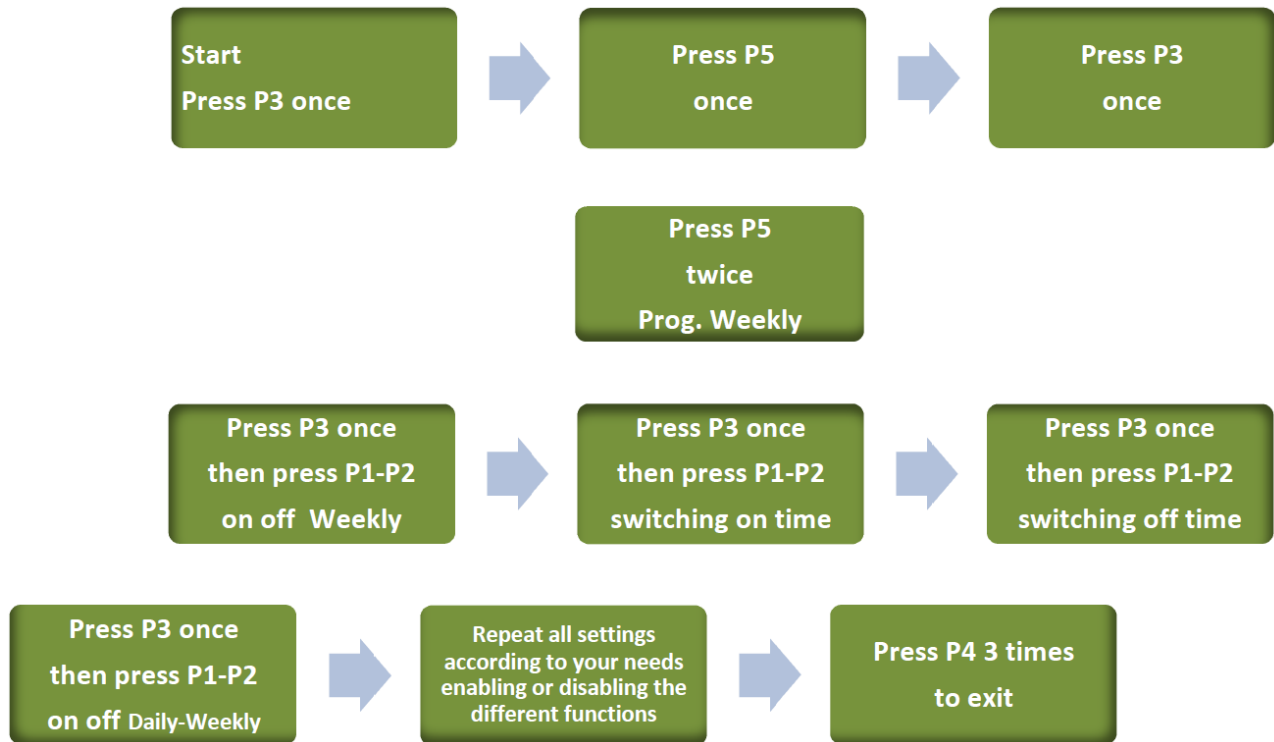 Start
Press P3 once
Press P5
once
Press P3
once
Press P5
twice
Prog. Weekly
Press P3 once
then press P1-P2
on off Weekly
Press P3 once
then press P1-P2
switching on time
Press P3 once
then press P1-P2
switching off time
Press P3 once
then press P1-P2
on off Daily-Weekly
Repeat all settings
according to your needs
enabling or disabling the
different functions
Press P4 3 times
to exit